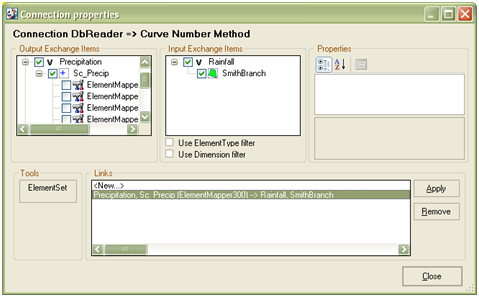 Connection properties
Connection DbReader => Curve Number Method
Output Exchange Items
Input Exchange Items
Properties
Precipitation
Sc_Precip
ElementMappe
ElementMappe
ElementMappe
ElementMappe
Rainfall
SmithBranch
Use ElementType filter
Use Dimension filter
Tools
ElementSet
Links
<New...>
Precipitation, Sc_Precip (ElementMapper300) --> Rainfall, SmithBranch
Apply
Remove
Close